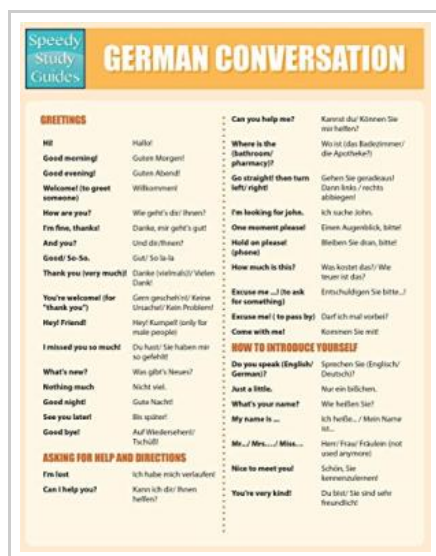 Speedy
Study
Guides
GERMAN CONVERSATION
GREETINGS
Hi! Hallo!
Good morning! Guten Morgen!
Good evening! Guten Abend!
Welcome! (to greet Willkommen!
someone)
How are you? Wie geht's dir/ Ihnen?
I'm fine, thanks! Danke, mir geht's gut!
And you? Und dir/Ihnen?
Good/ So-So. Gut/ So la-la
Thank you (very much)! Danke (vielmals)!/ Vielen
Dank!
You're welcome! (for Gern geschehn!/ Keine
"thank you") Ursache!/ Kein Problem!
Hey! Friend! Hey! Kumpel! (only for
male people)
I missed you so much! Du hast/ Sie haben mir
so gefehlt!
What's new? Was gibt's Neues?
Nothing much Nicht viel.
Good night! Gute Nacht!
See you later! Bis später!
Good bye! Auf Wiedersehen!/
Tschüß!
ASKING FOR HELP AND DIRECTIONS
I'm lost Ich habe mich verlaufen!
Can I help you? Kann ich dir/ Ihnen
helfen?
Can you help me? Kannst du/ Können Sie
mir helfen?
Where is the Wo ist (das Badezimmer/
(bathroom/ die Apotheke?)
pharmacy)?
Go straight! then turn Gehen Sie geradeaus!
left/ right! Dann links / rechts
abbiegen!
I'm looking for john. Ich suche John.
One moment please! Einen Augenblick, bitte!
Hold on please! Bleiben Sie dran, bitte!
(phone)
How much is this? Was kostet das?/ Wie
teuer ist das?
Excuse me ...! (to ask Entschuldigen Sie bitte...!
for something)
Excuse me! ( to pass by) Darf ich mal vorbei?
Come with me! Kommen Sie mit!
HOW TO INTRODUCE YOURSELF
Do you speak (English/ Sprechen Sie (Englisch/
German)? Deutsch)?
Just a little. Nur ein bißchen.
What's your name? Wie heißen Sie?
My name is ... Ich heiße... / Mein Name
ist...
Mr.../ Mrs..../ Miss.... Herr/ Frau/ Fräulein (not
used anymore)
Nice to meet you! Schön, Sie
kennenzulernen!
You're very kind! Du bist/ Sie sind sehr
freundlich!